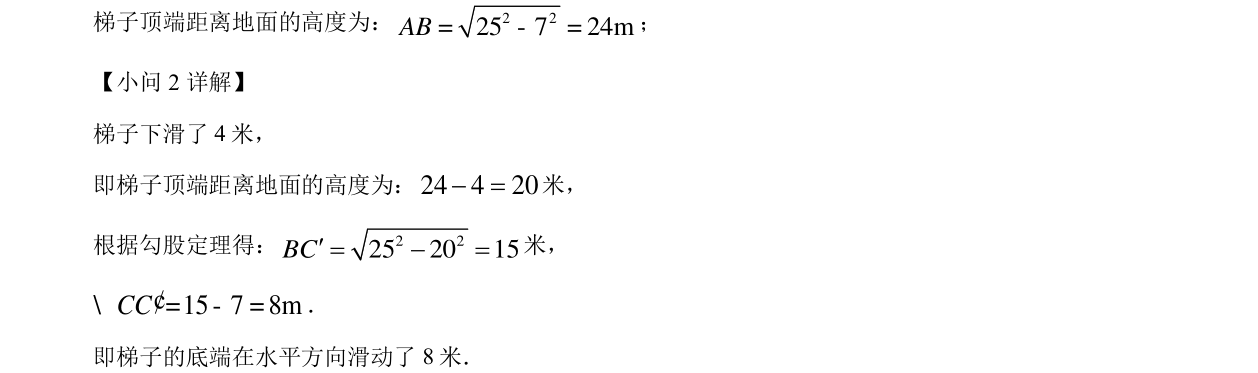 梯子顶端距离地面的高度为：AB = √(25² - 7²) = 24m；
【小问 2 详解】
梯子下滑了 4 米，
即梯子顶端距离地面的高度为：24 − 4 = 20 米，
根据勾股定理得：BC′ = √(25² − 20²) = 15 米，
\ CC¢=15 - 7 = 8m．
即梯子的底端在水平方向滑动了 8 米．